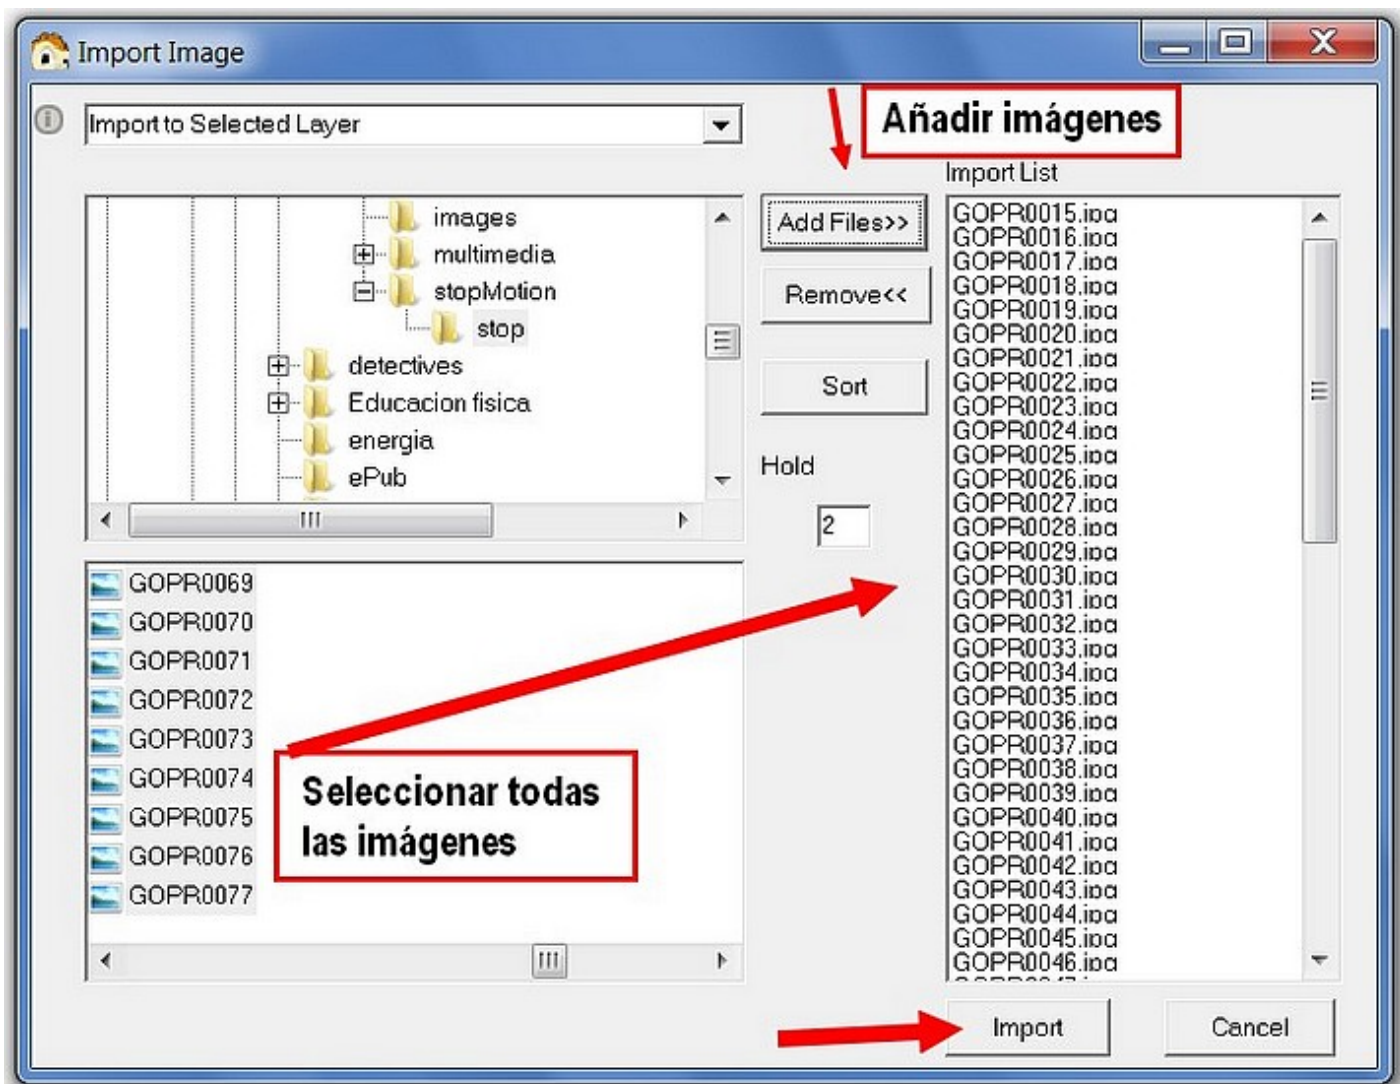 Import Image
Import to Selected Layer
Añadir imágenes
Import List
images
multimedia
stopMotion
stop
detectives
Educacion fisica
energia
ePub
Add Files>>
Remove<<
Sort
Hold
2
GOPR0015.jpg
GOPR0016.jpg
GOPR0017.jpg
GOPR0018.jpg
GOPR0019.jpg
GOPR0020.jpg
GOPR0021.jpg
GOPR0022.jpg
GOPR0023.jpg
GOPR0024.jpg
GOPR0025.jpg
GOPR0026.jpg
GOPR0027.jpg
GOPR0028.jpg
GOPR0029.jpg
GOPR0030.jpg
GOPR0031.jpg
GOPR0032.jpg
GOPR0033.jpg
GOPR0034.jpg
GOPR0035.jpg
GOPR0036.jpg
GOPR0037.jpg
GOPR0038.jpg
GOPR0039.jpg
GOPR0040.jpg
GOPR0041.jpg
GOPR0042.jpg
GOPR0043.jpg
GOPR0044.jpg
GOPR0045.jpg
GOPR0046.jpg
GOPR0069
GOPR0070
GOPR0071
GOPR0072
GOPR0073
GOPR0074
GOPR0075
GOPR0076
GOPR0077
Seleccionar todas
las imágenes
Import
Cancel